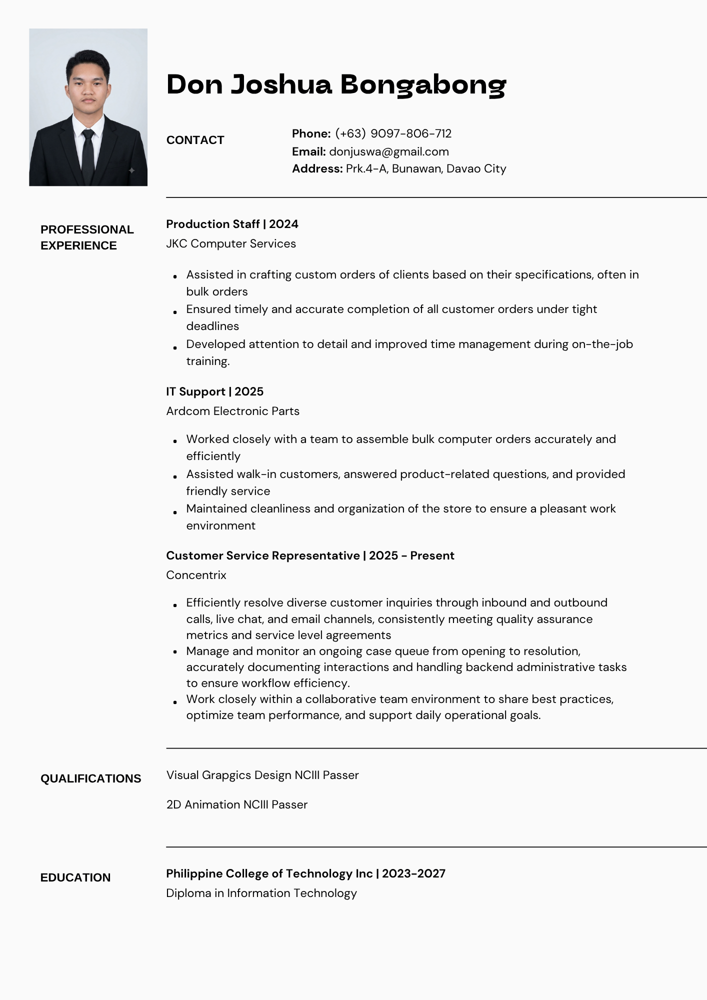 Don Joshua Bongabong
CONTACT
Phone: (+63) 9097-806-712
Email: donjuswa@gmail.com
Address: Prk.4-A, Bunawan, Davao City
PROFESSIONAL
EXPERIENCE
Production Staff | 2024
JKC Computer Services
• Assisted in crafting custom orders of clients based on their specifications, often in
bulk orders
• Ensured timely and accurate completion of all customer orders under tight
deadlines
• Developed attention to detail and improved time management during on-the-job
training.
IT Support | 2025
Ardcom Electronic Parts
• Worked closely with a team to assemble bulk computer orders accurately and
efficiently
• Assisted walk-in customers, answered product-related questions, and provided
friendly service
• Maintained cleanliness and organization of the store to ensure a pleasant work
environment
Customer Service Representative | 2025 - Present
Concentrix
• Efficiently resolve diverse customer inquiries through inbound and outbound
calls, live chat, and email channels, consistently meeting quality assurance
metrics and service level agreements
• Manage and monitor an ongoing case queue from opening to resolution,
accurately documenting interactions and handling backend administrative tasks
to ensure workflow efficiency.
• Work closely within a collaborative team environment to share best practices,
optimize team performance, and support daily operational goals.
QUALIFICATIONS
Visual Grapgics Design NCIII Passer
2D Animation NCIII Passer
EDUCATION
Philippine College of Technology Inc | 2023-2027
Diploma in Information Technology